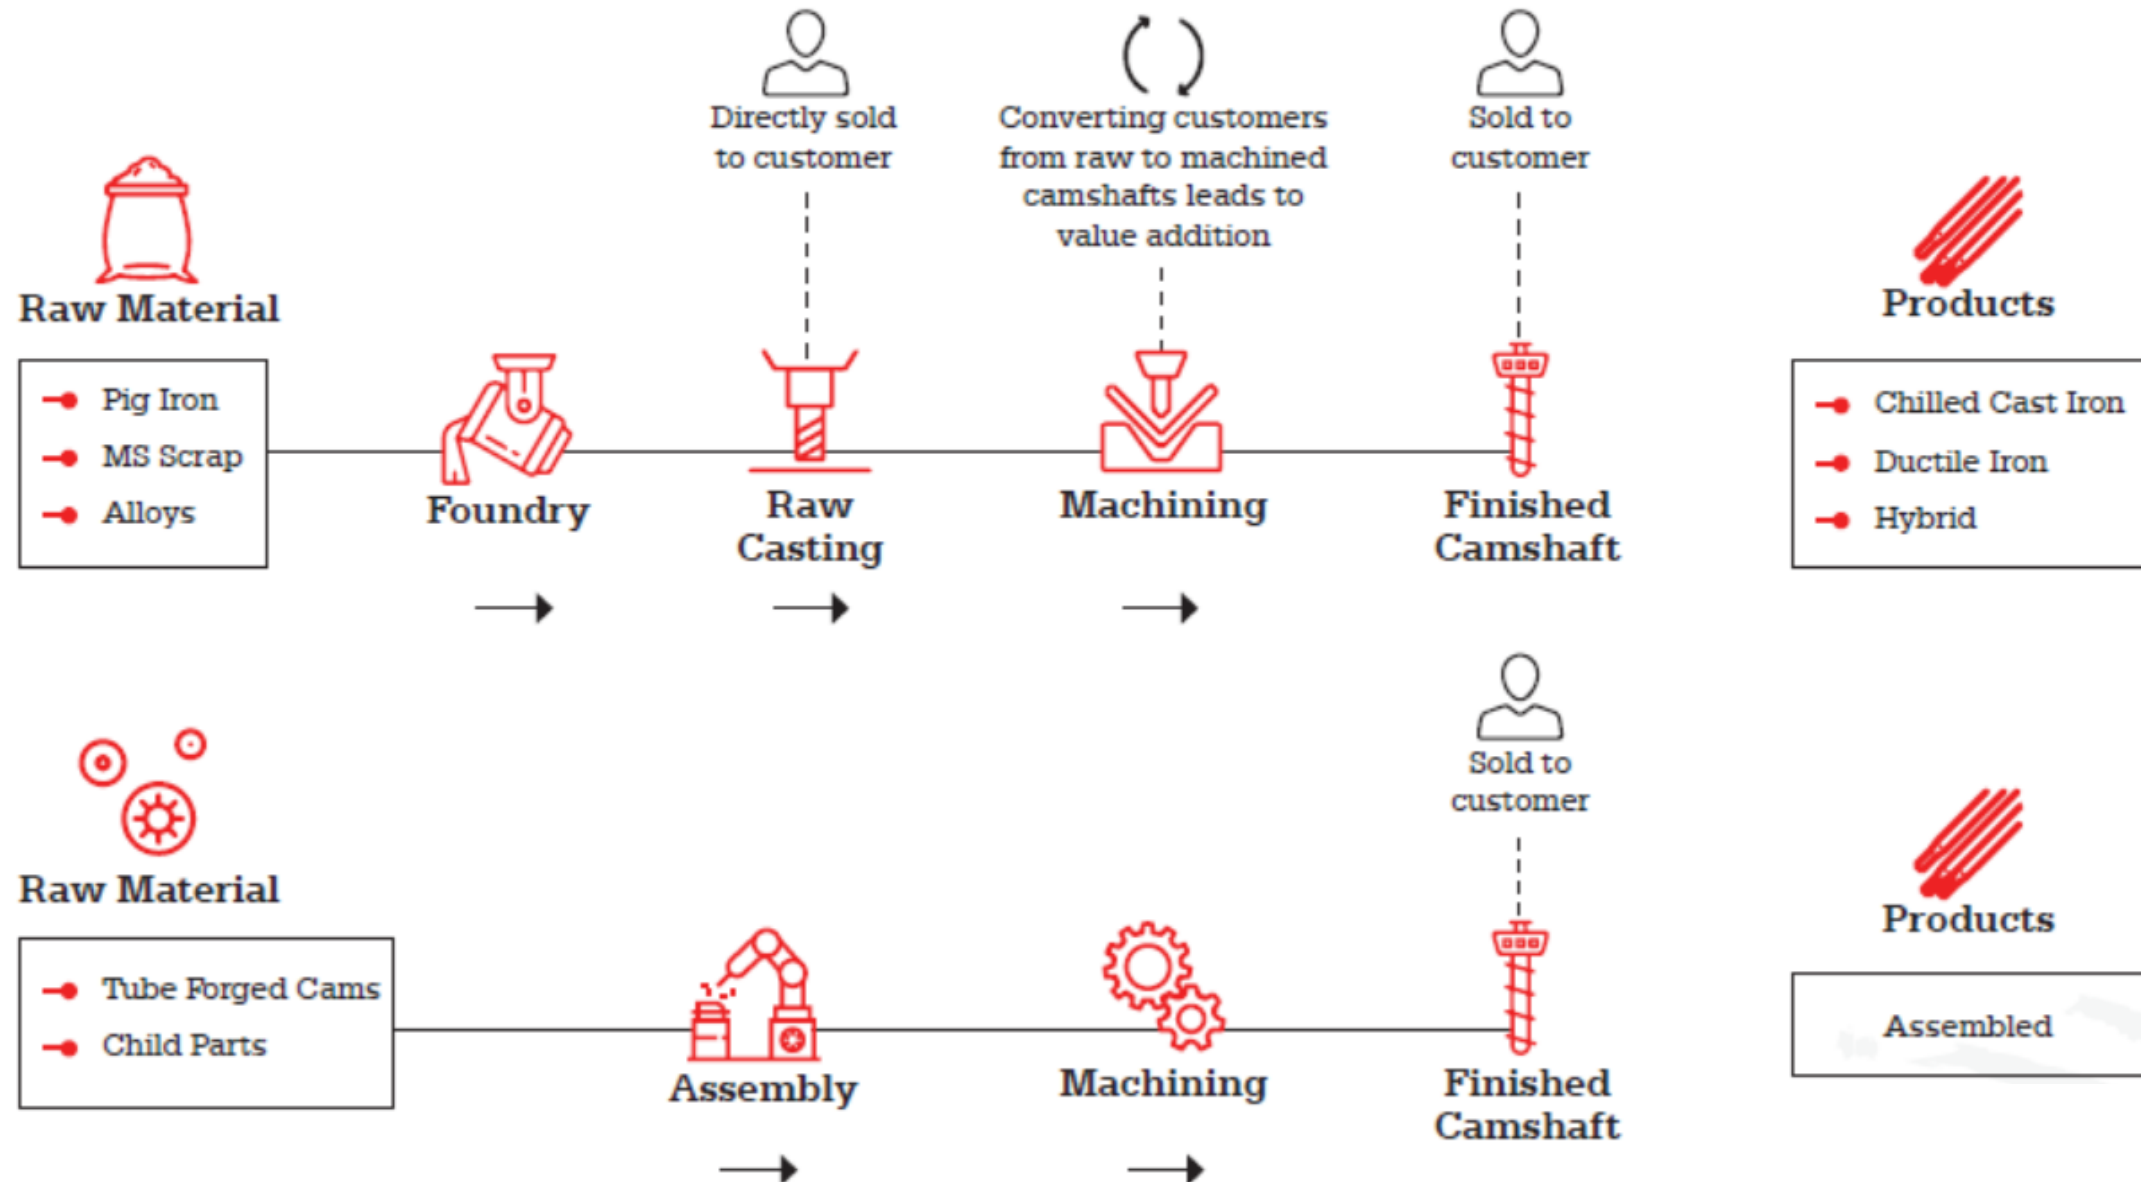 Directly sold
to customer
Converting customers
from raw to machined
camshafts leads to
value addition
Sold to
customer
Raw Material
Pig Iron
MS Scrap
Alloys
Foundry
Raw
Casting
Machining
Finished
Camshaft
Products
Chilled Cast Iron
Ductile Iron
Hybrid
Sold to
customer
Raw Material
Tube Forged Cams
Child Parts
Assembly
Machining
Finished
Camshaft
Products
Assembled